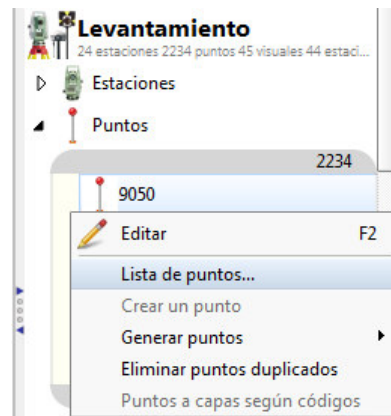 Levantamiento
24 estaciones 2234 puntos 45 visuales 44 estaci...
Estaciones
Puntos
2234
9050
Editar F2
Lista de puntos...
Crear un punto
Generar puntos
Eliminar puntos duplicados
Puntos a capas según códigos